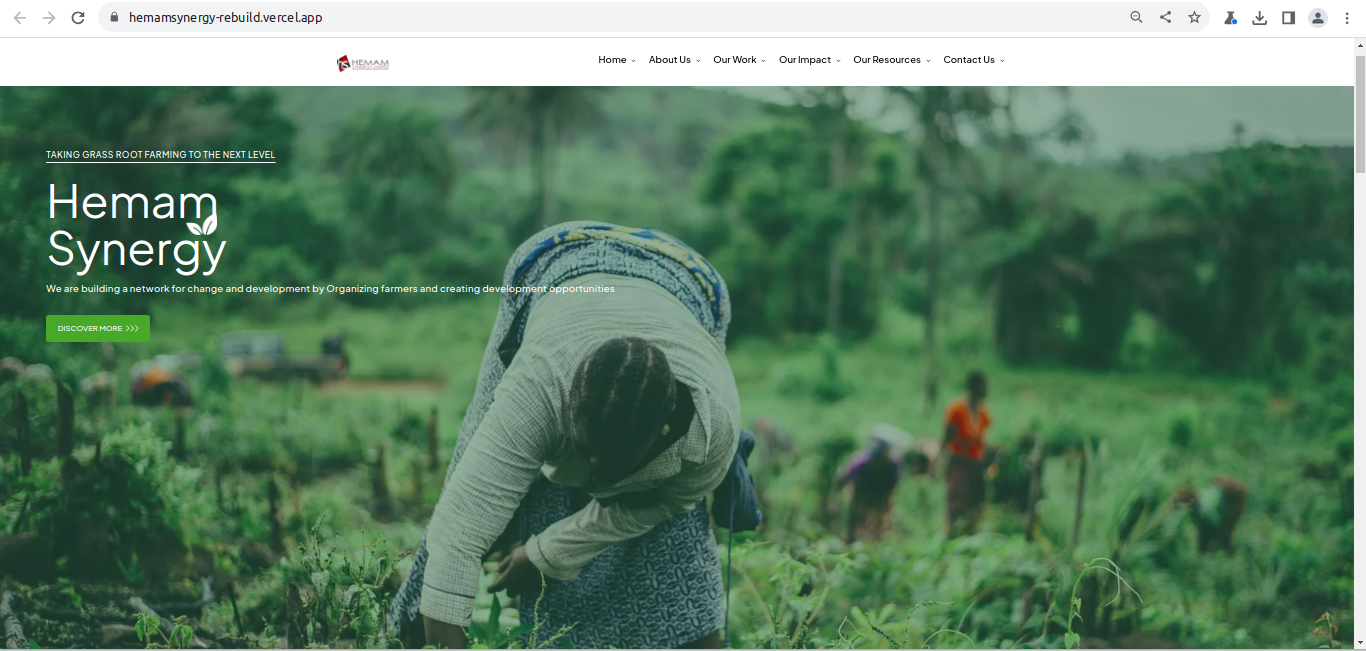 hemamsynergy-rebuild.vercel.app
HEMAM
Home About Us Our Work Our Impact Our Resources Contact Us
TAKING GRASS ROOT FARMING TO THE NEXT LEVEL
Hemam
Synergy
We are building a network for change and development by Organizing farmers and creating development opportunities
DISCOVER MORE >>>